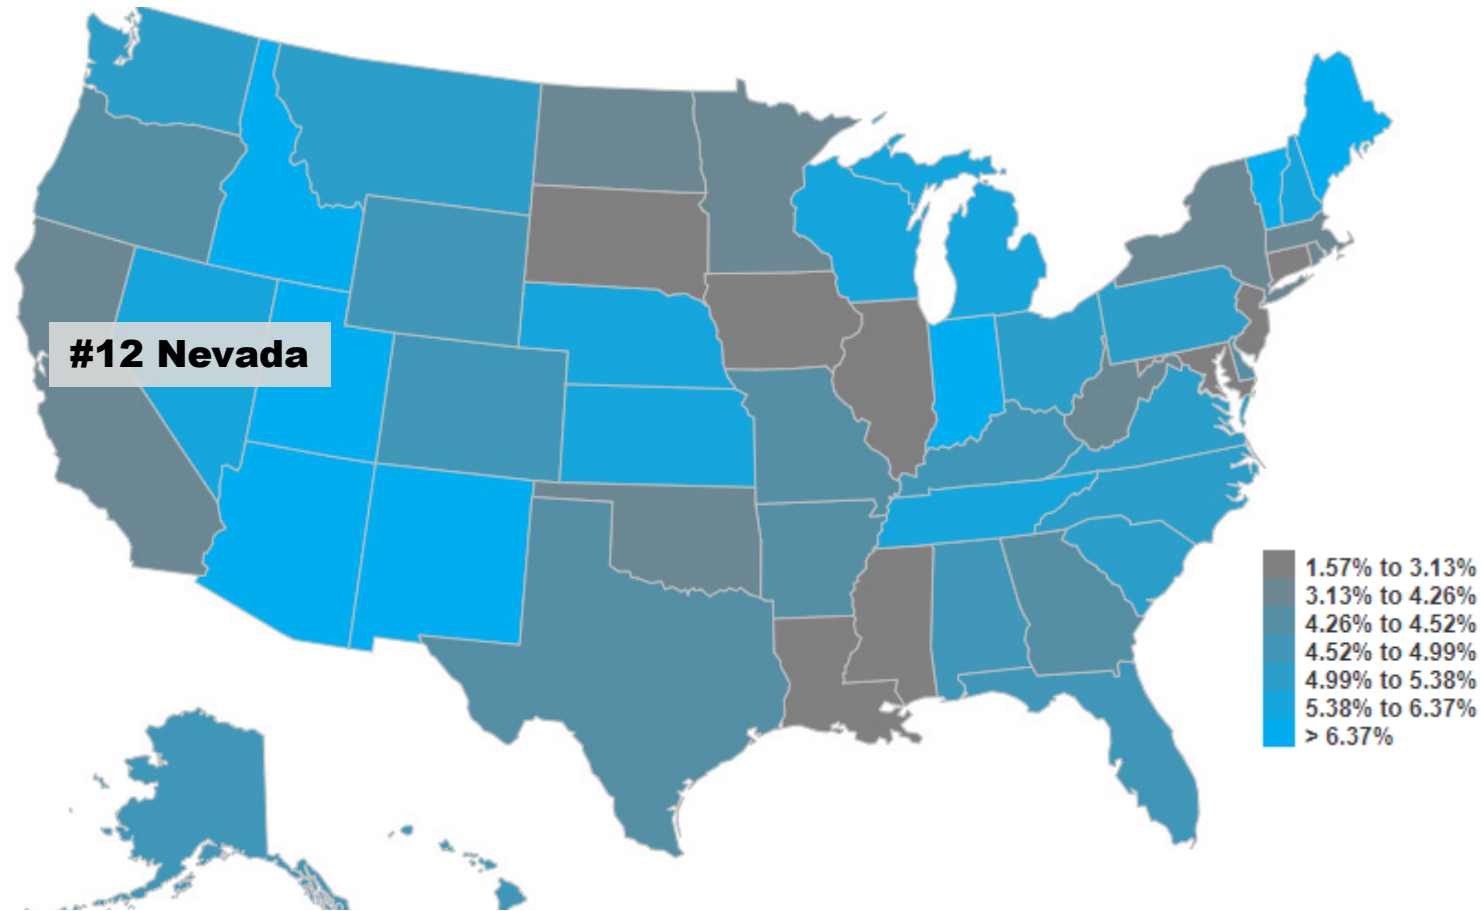 #12 Nevada
1.57% to 3.13%
3.13% to 4.26%
4.26% to 4.52%
4.52% to 4.99%
4.99% to 5.38%
5.38% to 6.37%
> 6.37%